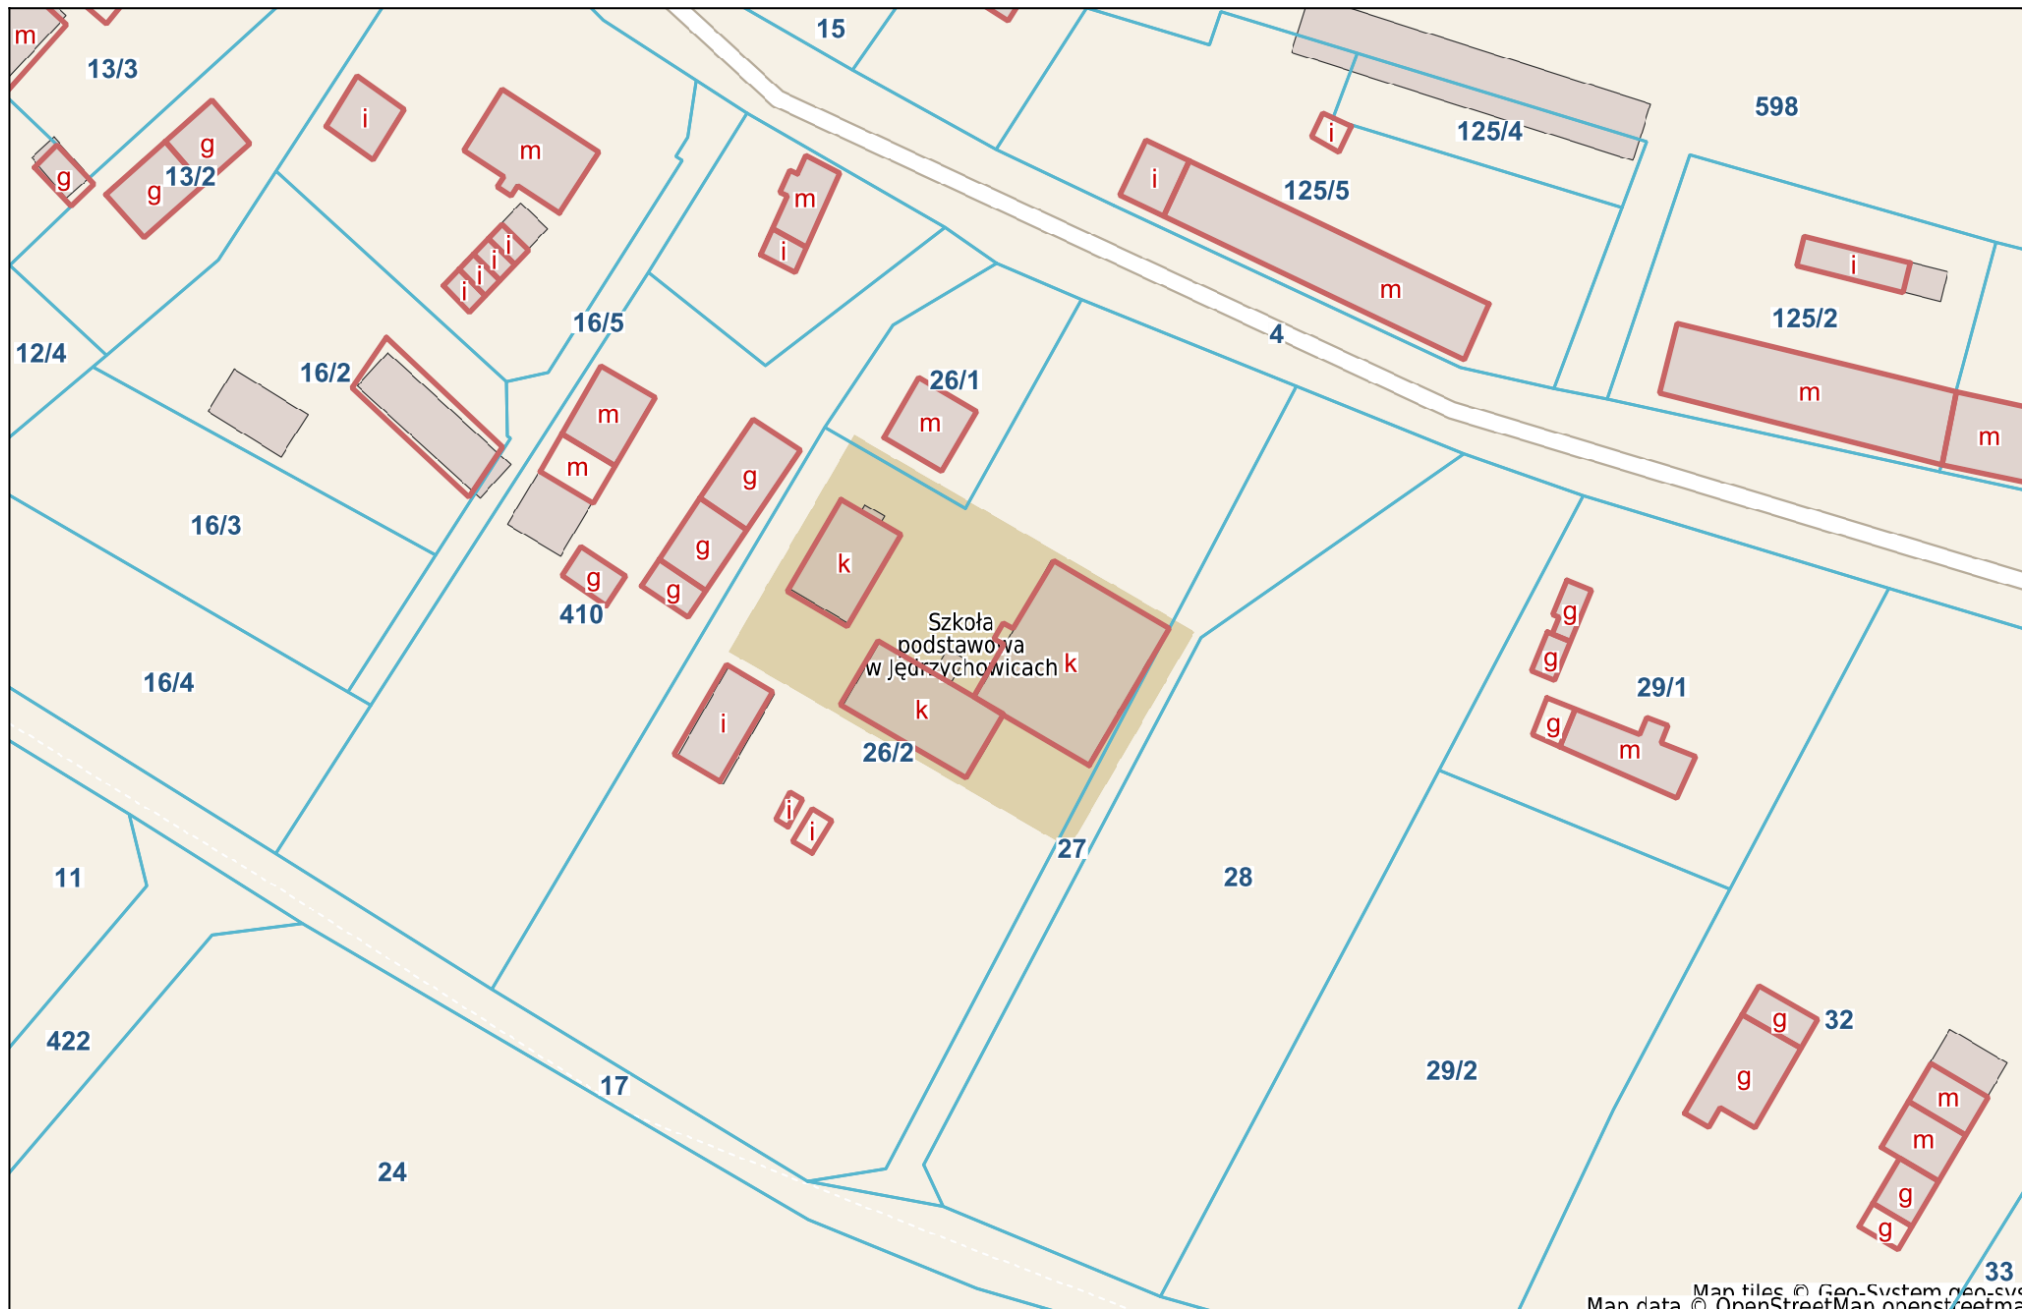 15
m
13/3
598
i
125/4
i
m
g
13/2
g
g
i
125/5
m
i
i
i
i
i
i
m
125/2
16/5
4
12/4
16/2
26/1
m
m
m
m
m
g
16/3
k
g
g
g
410
g
Szkoła
podstawowa
w Jędrzychowicach
k
g
16/4
29/1
k
i
g
m
26/2
i
i
27
11
28
g
32
422
29/2
g
17
m
m
24
g
g
33
Map tiles © Geo-System geo-sys
Map data © OpenStreetMap openstreetma